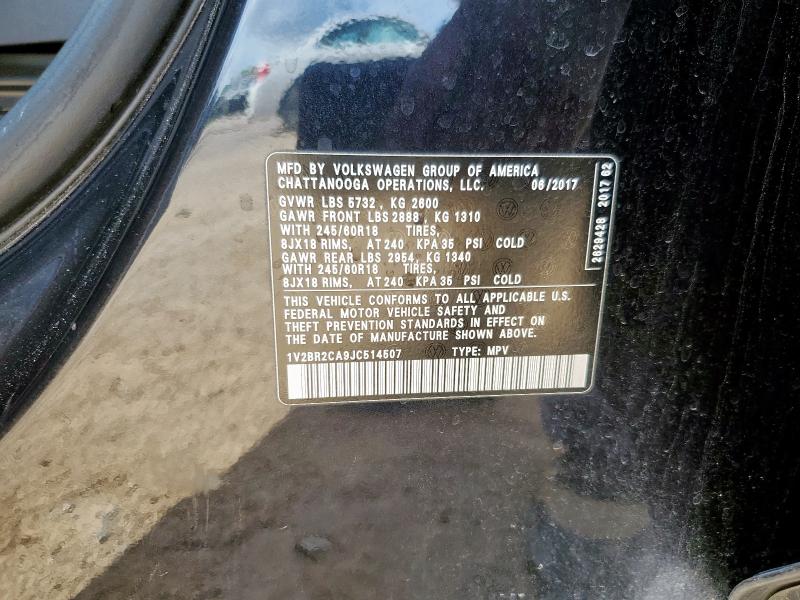 MFD BY VOLKSWAGEN GROUP OF AMERICA
CHATTANOOGA OPERATIONS, LLC. 06/2017
GVWR LBS 5732, KG 2600
GAWR FRONT LBS 2888, KG 1310
WITH 245/60R18 TIRES,
8JX18 RIMS, AT 240 KPA 35 PSI COLD
GAWR REAR LBS 2954, KG 1340
WITH 245/60R18 TIRES,
8JX18 RIMS, AT 240 KPA 35 PSI COLD
THIS VEHICLE CONFORMS TO ALL APPLICABLE U.S.
FEDERAL MOTOR VEHICLE SAFETY AND
THEFT PREVENTION STANDARDS IN EFFECT ON
THE DATE OF MANUFACTURE SHOWN ABOVE.
1V2BR2CA9JC514507 TYPE: MPV
2629428 2017 82